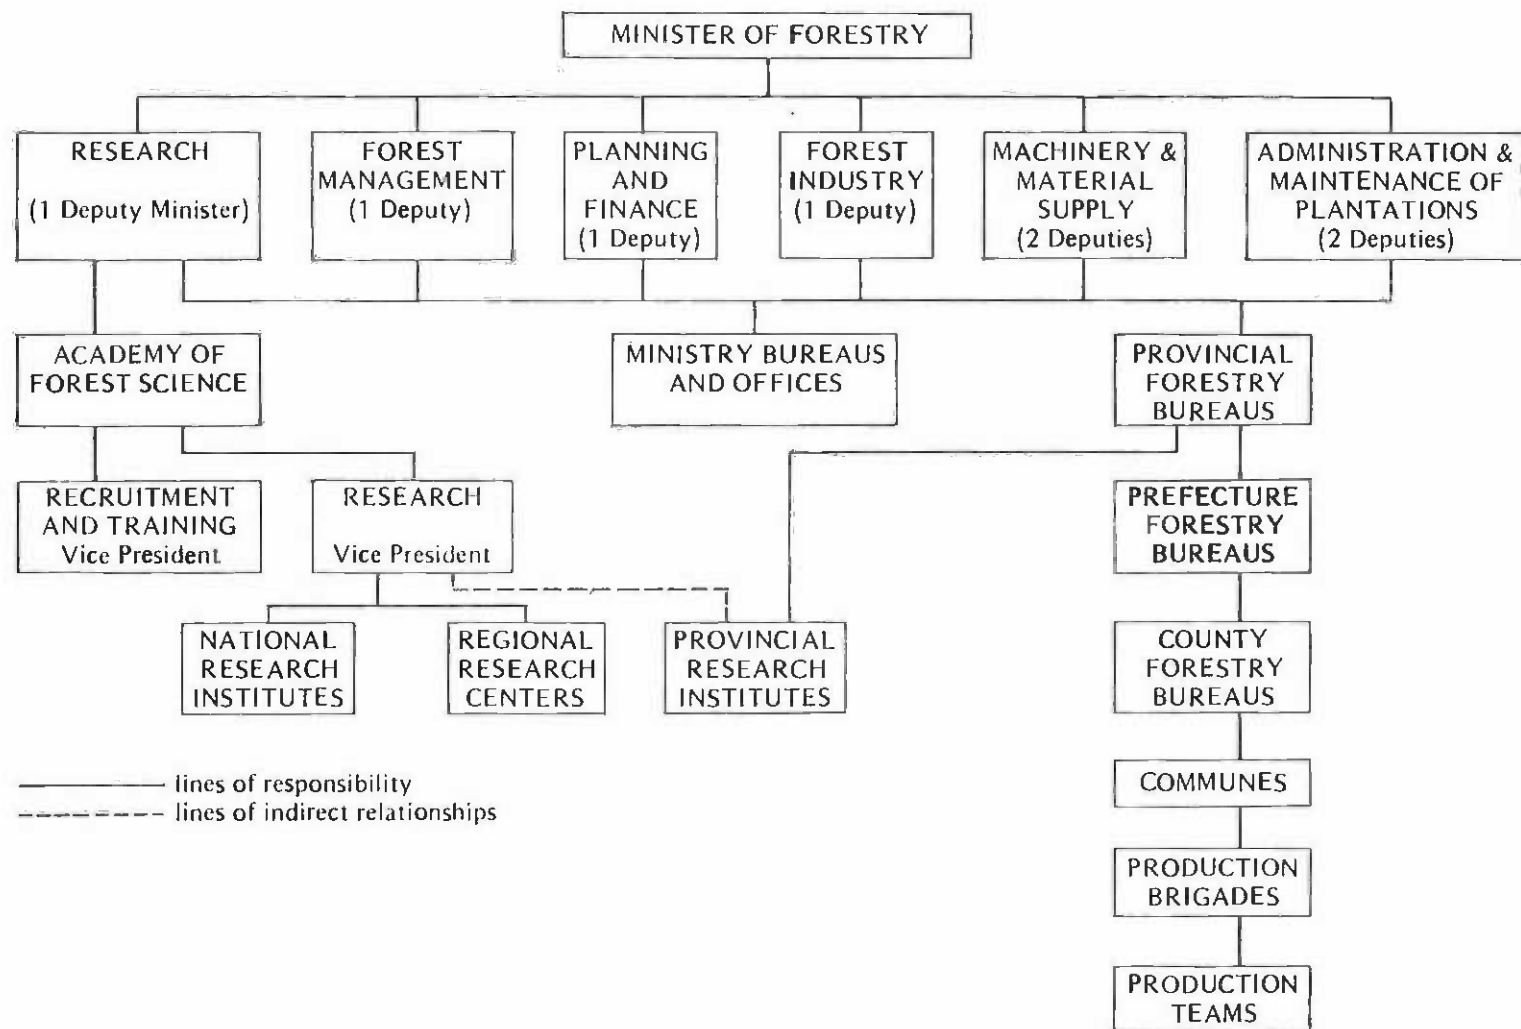 MINISTER OF FORESTRY
RESEARCH
(1 Deputy Minister)
FOREST
MANAGEMENT
(1 Deputy)
PLANNING
AND
FINANCE
(1 Deputy)
FOREST
INDUSTRY
(1 Deputy)
MACHINERY &
MATERIAL
SUPPLY
(2 Deputies)
ADMINISTRATION &
MAINTENANCE OF
PLANTATIONS
(2 Deputies)
ACADEMY OF
FOREST SCIENCE
MINISTRY BUREAUS
AND OFFICES
PROVINCIAL
FORESTRY
BUREAUS
RECRUITMENT
AND TRAINING
Vice President
RESEARCH
Vice President
PREFECTURE
FORESTRY
BUREAUS
NATIONAL
RESEARCH
INSTITUTES
REGIONAL
RESEARCH
CENTERS
PROVINCIAL
RESEARCH
INSTITUTES
COUNTY
FORESTRY
BUREAUS
lines of responsibility
lines of indirect relationships
COMMUNES
PRODUCTION
BRIGADES
PRODUCTION
TEAMS